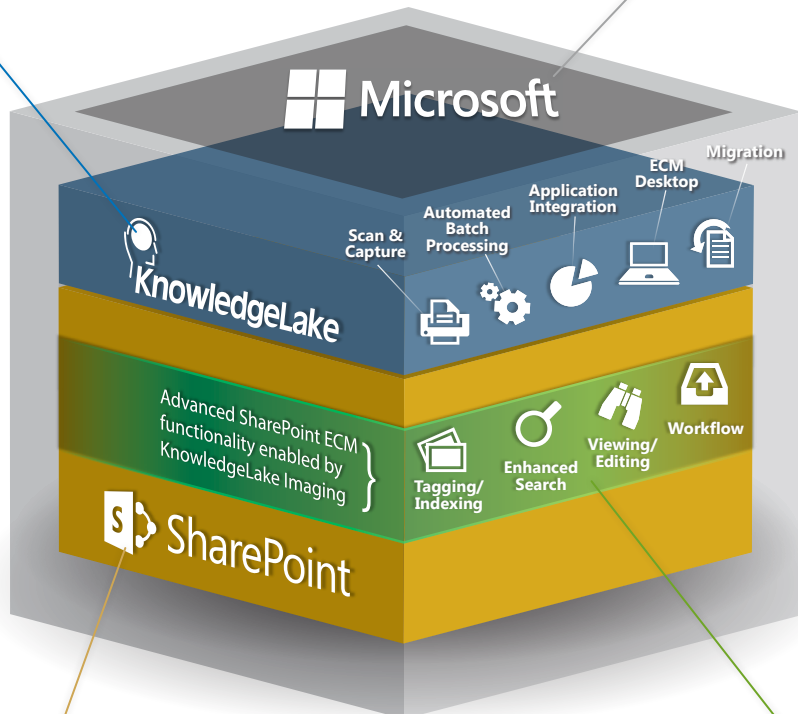 Microsoft
Migration
ECM
Desktop
Application
Integration
Automated
Batch
Processing
Scan &
Capture
KnowledgeLake
Advanced SharePoint ECM
functionality enabled by
KnowledgeLake Imaging
}
Workflow
Viewing/
Editing
Enhanced
Search
Tagging/
Indexing
S
SharePoint